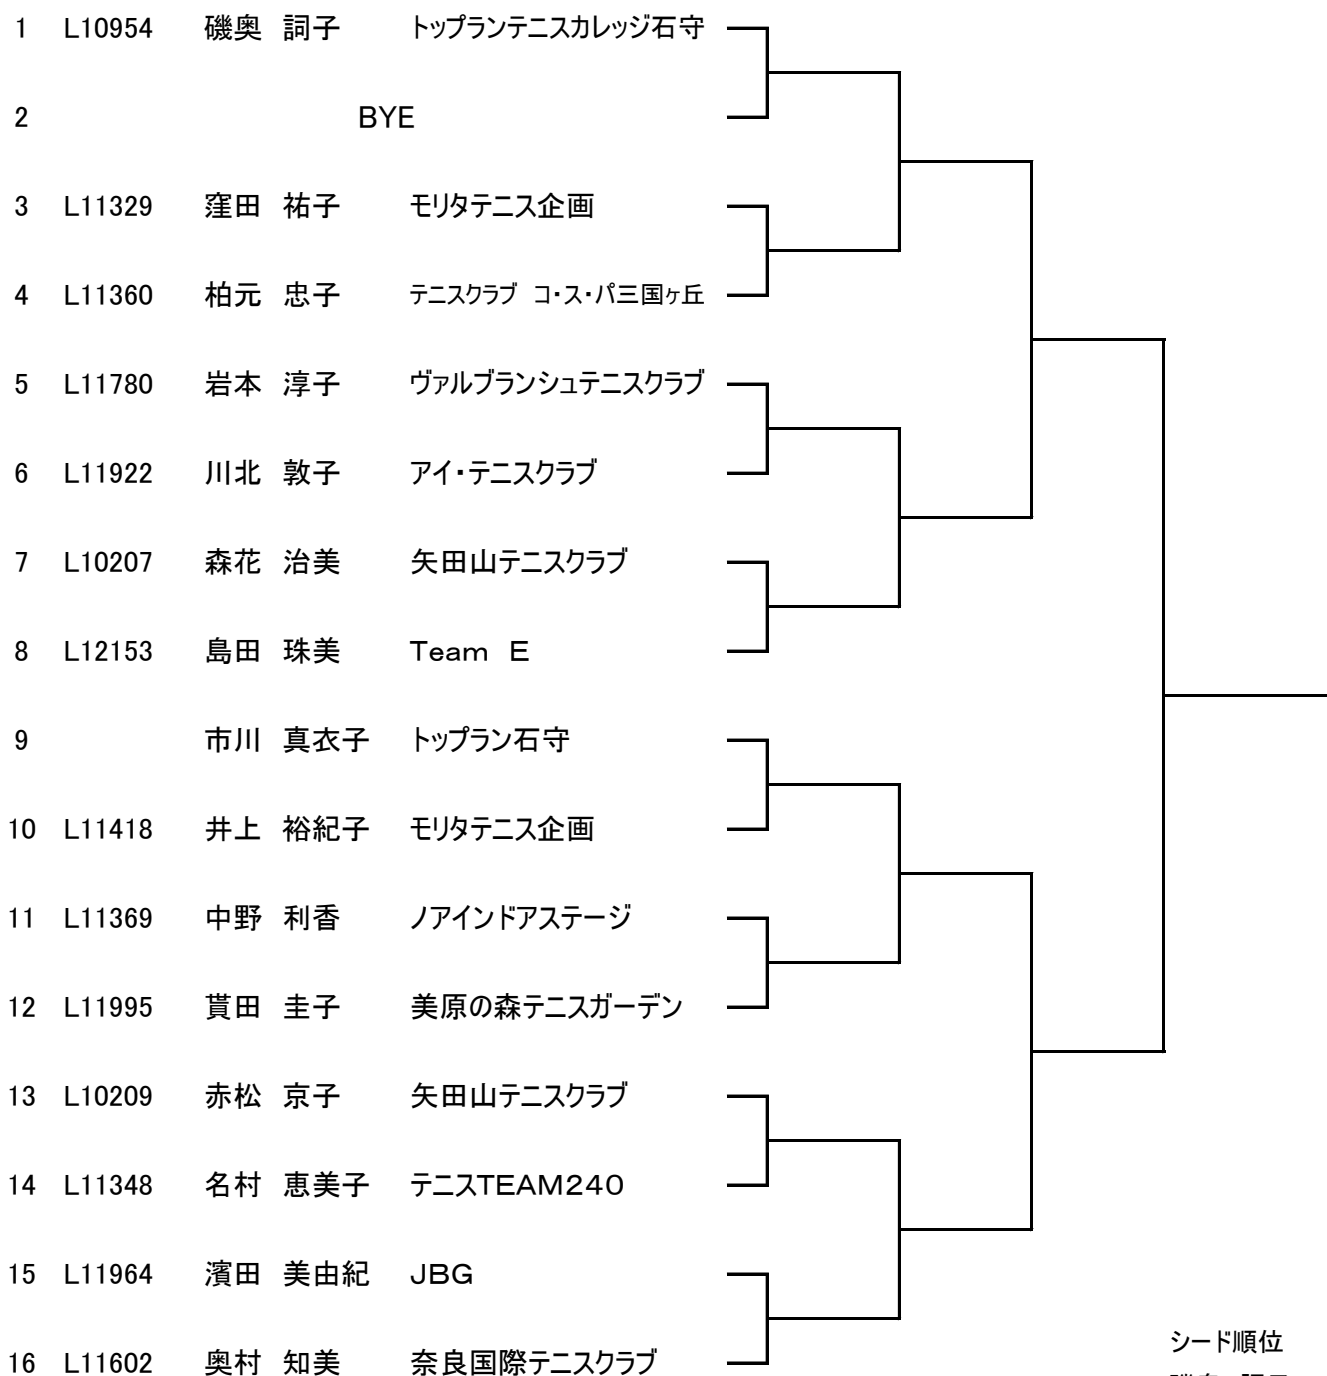 1 L10954 磯奥 詞子 トップランテニスカレッジ石守
2 BYE
3 L11329 窪田 祐子 モリタテニス企画
4 L11360 柏元 忠子 テニスクラブ コ・ス・パ三国ヶ丘
5 L11780 岩本 淳子 ヴァルブランシュテニスクラブ
6 L11922 川北 敦子 アイ・テニスクラブ
7 L10207 森花 治美 矢田山テニスクラブ
8 L12153 島田 珠美 Team E
9 市川 真衣子 トップラン石守
10 L11418 井上 裕紀子 モリタテニス企画
11 L11369 中野 利香 ノアインドアステージ
12 L11995 貰田 圭子 美原の森テニスガーデン
13 L10209 赤松 京子 矢田山テニスクラブ
14 L11348 名村 恵美子 テニスTEAM240
15 L11964 濱田 美由紀 JBG
シード順位
16 L11602 奥村 知美 奈良国際テニスクラブ